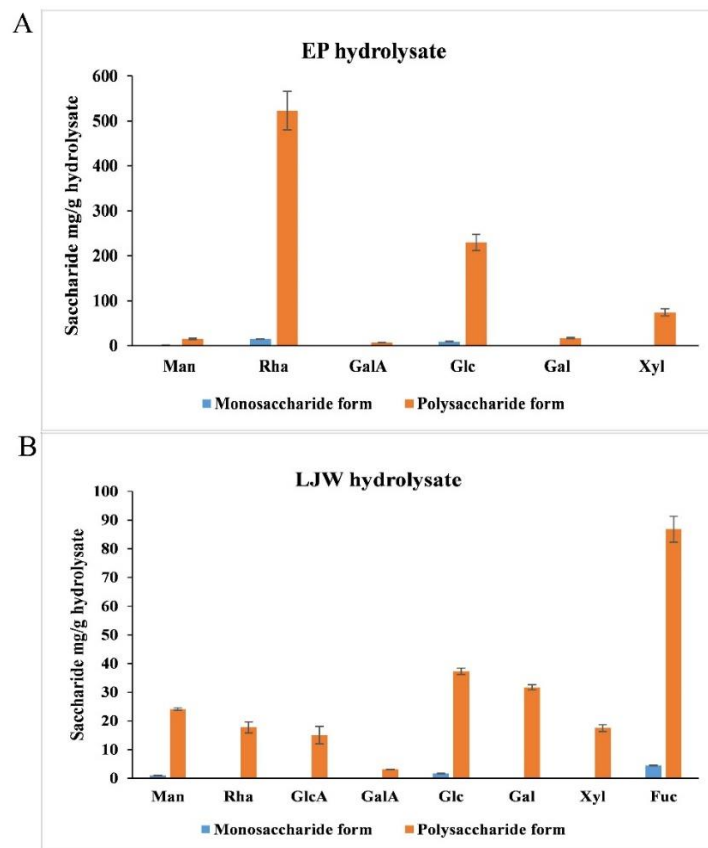 A
EP hydrolysate
Saccharide mg/g hydrolysate
600
500
400
300
200
100
0
Man Rha GalA Glc Gal Xyl
Monosaccharide form Polysaccharide form
B
LJW hydrolysate
Saccharide mg/g hydrolysate
100
90
80
70
60
50
40
30
20
10
0
Man Rha GlcA GalA Glc Gal Xyl Fuc
Monosaccharide form Polysaccharide form